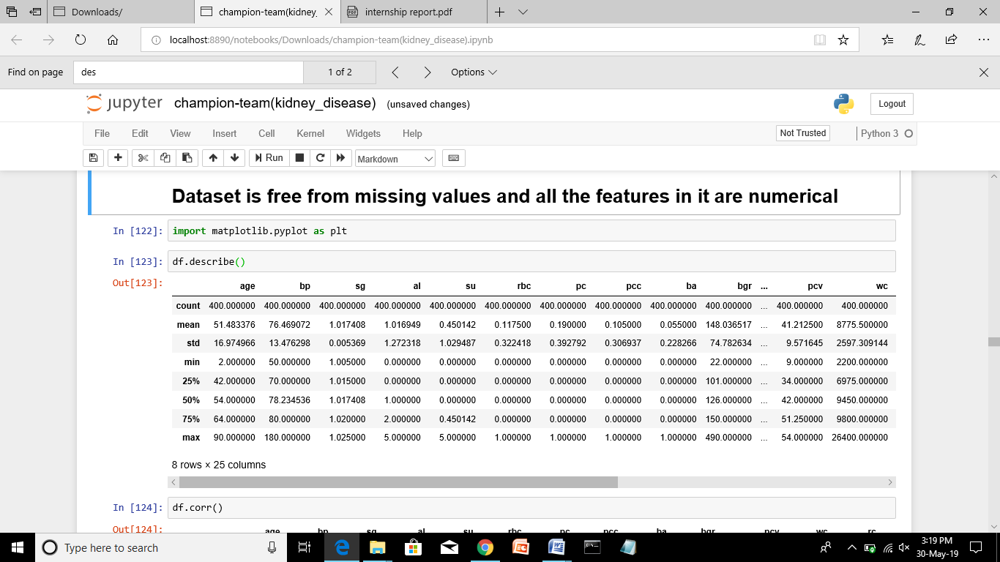 Downloads/ champion-team(kidney_ internship report.pdf
localhost:8890/notebooks/Downloads/champion-team(kidney_disease).ipynb
Find on page des 1 of 2 Options
jupyter champion-team(kidney_disease) (unsaved changes) Logout
File Edit View Insert Cell Kernel Widgets Help Not Trusted Python 3
Run Markdown
Dataset is free from missing values and all the features in it are numerical
In [122]: import matplotlib.pyplot as plt
In [123]: df.describe()
Out[123]:
age bp sg al su rbc pc pcc ba bgr ... pcv wc
count 400.000000 400.000000 400.000000 400.000000 400.000000 400.000000 400.000000 400.000000 400.000000 400.000000 ... 400.000000 400.000000
mean 51.483376 76.469072 1.017408 1.016949 0.450142 0.117500 0.190000 0.105000 0.055000 148.036517 ... 41.212500 8775.500000
std 16.974966 13.476298 0.005369 1.272318 1.029487 0.322418 0.392792 0.306937 0.228266 74.782634 ... 9.571645 2597.309144
min 2.000000 50.000000 1.005000 0.000000 0.000000 0.000000 0.000000 0.000000 0.000000 22.000000 ... 9.000000 2200.000000
25% 42.000000 70.000000 1.015000 0.000000 0.000000 0.000000 0.000000 0.000000 0.000000 101.000000 ... 34.000000 6975.000000
50% 54.000000 78.234536 1.017408 1.000000 0.000000 0.000000 0.000000 0.000000 0.000000 126.000000 ... 42.000000 9450.000000
75% 64.000000 80.000000 1.020000 2.000000 0.450142 0.000000 0.000000 0.000000 0.000000 150.000000 ... 51.250000 9800.000000
max 90.000000 180.000000 1.025000 5.000000 5.000000 1.000000 1.000000 1.000000 1.000000 490.000000 ... 54.000000 26400.000000
8 rows × 25 columns
In [124]: df.corr()
Out[124]:
age bp sg al su rbc pc pcc ba bgr pcv wc rc
Type here to search
3:19 PM
30-May-19